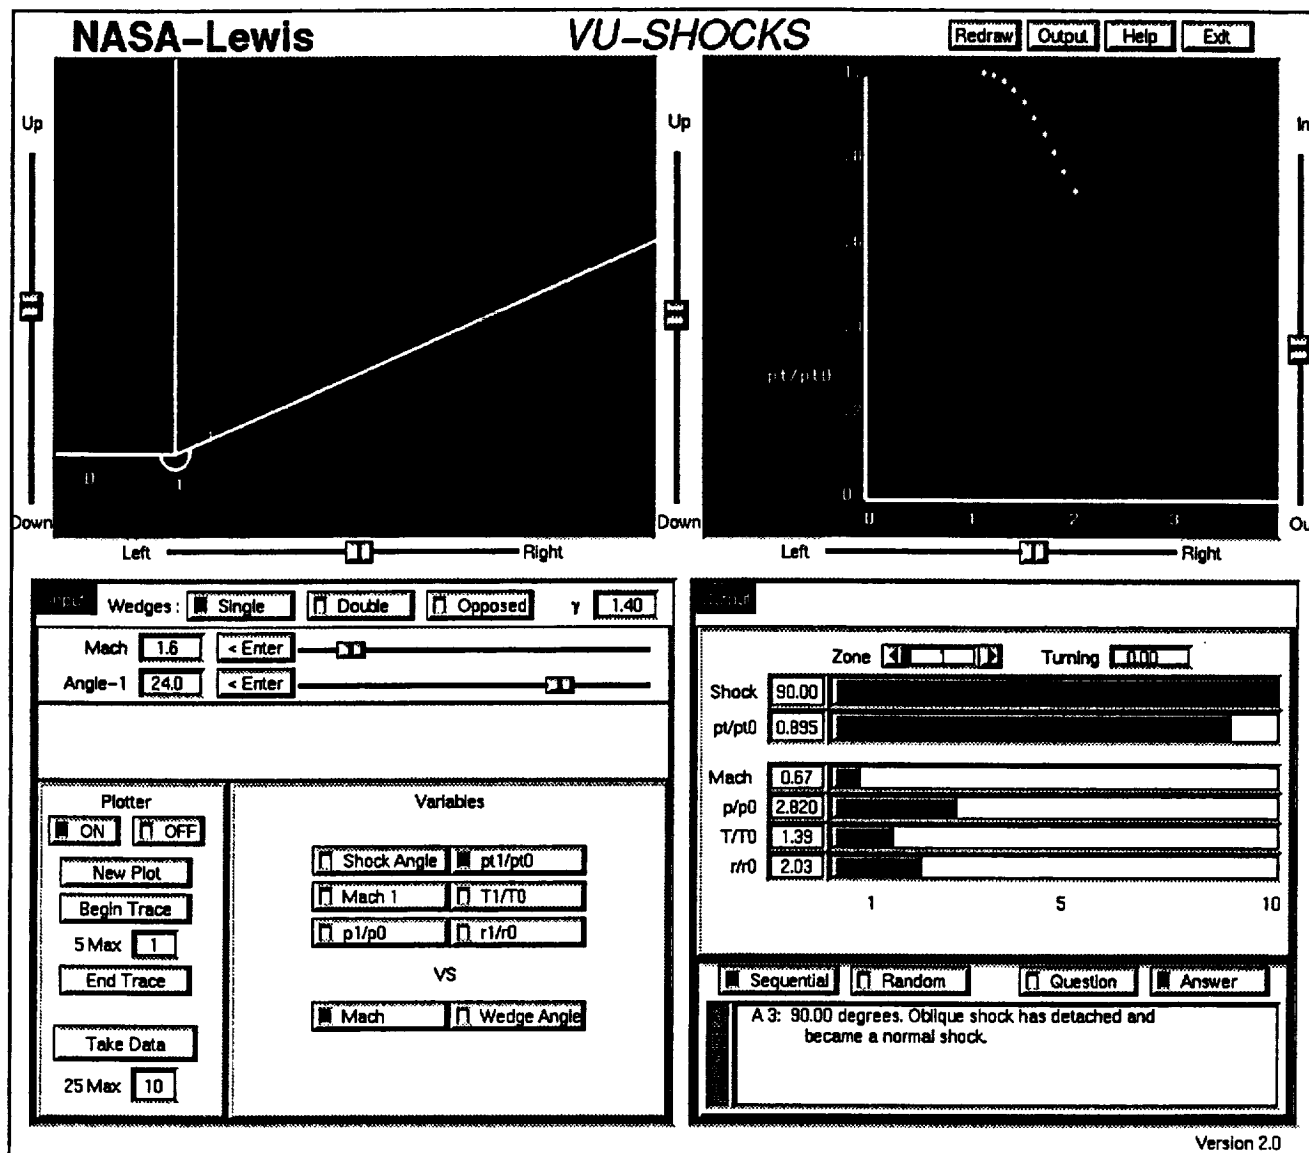 NASA-Lewis
VU-SHOCKS
Redraw Output Help Exit
Up
Down
Left Right
0 1 1
Up
Down
Left Right
In
1.
pt/pt0
0
0 1 2 3
Wedges : Single Double Opposed γ 1.40
Mach 1.6 < Enter
Angle-1 24.0 < Enter
Plotter
ON OFF
New Plot
Begin Trace
5 Max 1
End Trace
Take Data
25 Max 10
Variables
Shock Angle pt1/pt0
Mach 1 T1/T0
p1/p0 r1/r0
VS
Mach Wedge Angle
Zone 1 Turning 0.00
Shock 90.00
pt/pt0 0.895
Mach 0.67
p/p0 2.820
T/T0 1.39
r/r0 2.03
1 5 10
Sequential Random Question Answer
A 3: 90.00 degrees. Oblique shock has detached and
became a normal shock.
Version 2.0